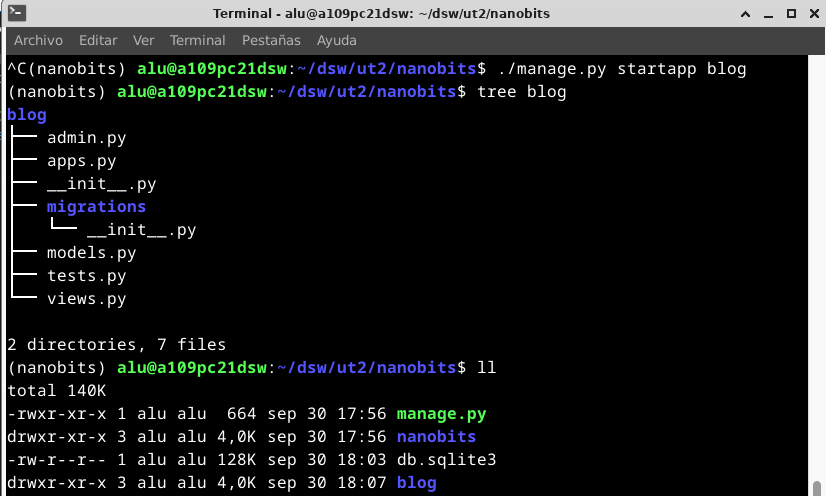 Terminal - alu@a109pc21dsw: ~/dsw/ut2/nanobits
Archivo Editar Ver Terminal Pestañas Ayuda
^C(nanobits) alu@a109pc21dsw:~/dsw/ut2/nanobits$ ./manage.py startapp blog
(nanobits) alu@a109pc21dsw:~/dsw/ut2/nanobits$ tree blog
blog
├── admin.py
├── apps.py
├── __init__.py
├── migrations
│   └── __init__.py
├── models.py
├── tests.py
└── views.py

2 directories, 7 files
(nanobits) alu@a109pc21dsw:~/dsw/ut2/nanobits$ ll
total 140K
-rwxr-xr-x 1 alu alu  664 sep 30 17:56 manage.py
drwxr-xr-x 3 alu alu 4,0K sep 30 17:56 nanobits
-rw-r--r-- 1 alu alu 128K sep 30 18:03 db.sqlite3
drwxr-xr-x 3 alu alu 4,0K sep 30 18:07 blog